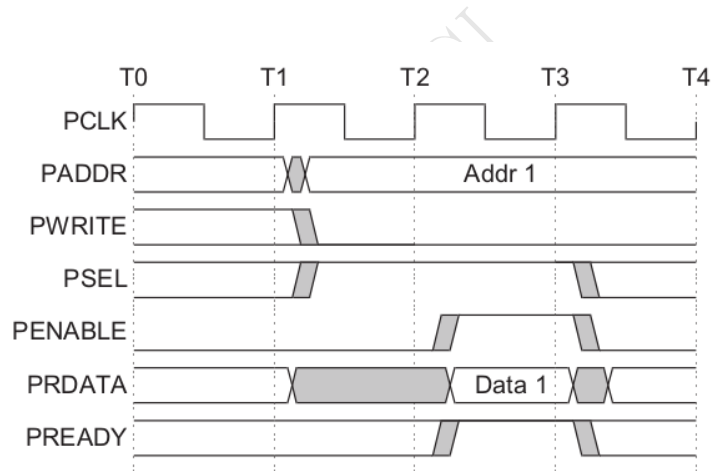 T0 T1 T2 T3 T4
PCLK
PADDR Addr 1
PWRITE
PSEL
PENABLE
PRDATA Data 1
PREADY